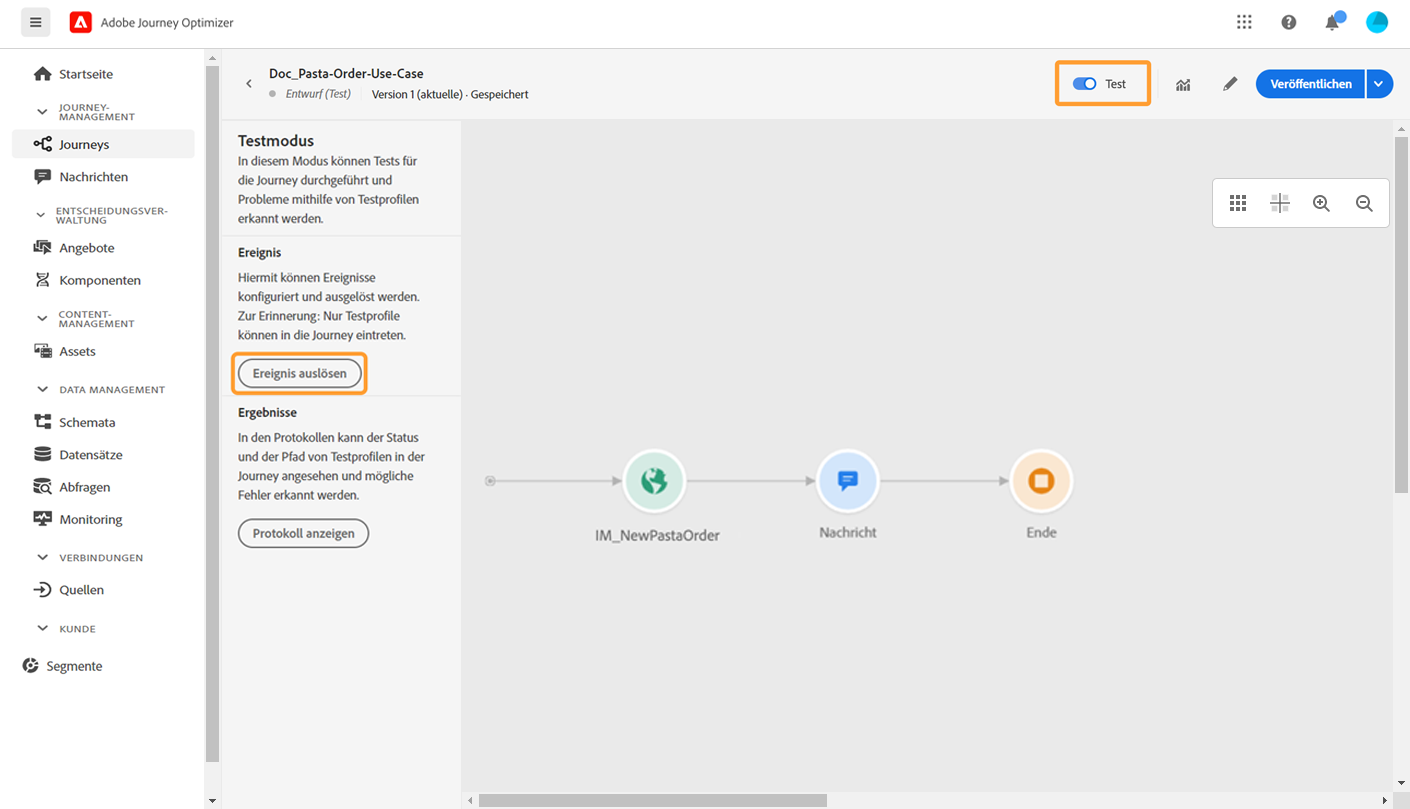 Adobe Journey Optimizer
Startseite
JOURNEY-
MANAGEMENT
Journeys
Nachrichten
ENTSCHEIDUNGSVER-
WALTUNG
Angebote
Komponenten
CONTENT-
MANAGEMENT
Assets
DATA MANAGEMENT
Schemata
Datensätze
Abfragen
Monitoring
VERBINDUNGEN
Quellen
KUNDE
Segmente
Doc_Pasta-Order-Use-Case
Entwurf (Test) Version 1 (aktuelle) · Gespeichert
Test
Veröffentlichen
Testmodus
In diesem Modus können Tests für
die Journey durchgeführt und
Probleme mithilfe von Testprofilen
erkannt werden.
Ereignis
Hiermit können Ereignisse
konfiguriert und ausgelöst werden.
Zur Erinnerung: Nur Testprofile
können in die Journey eintreten.
Ereignis auslösen
Ergebnisse
In den Protokollen kann der Status
und der Pfad von Testprofilen in der
Journey angesehen und mögliche
Fehler erkannt werden.
Protokoll anzeigen
IM_NewPastaOrder
Nachricht
Ende